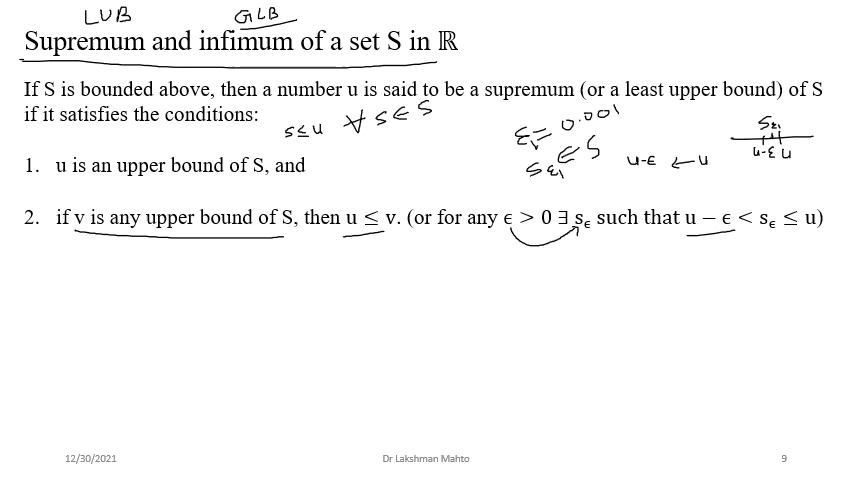 LUB GLB
Supremum and infimum of a set S in ℝ
If S is bounded above, then a number u is said to be a supremum (or a least upper bound) of S
if it satisfies the conditions:
s≤u ∀ s∈S
ε₁= 0.001
s_ε₁ ∈ S
u-ε ← u
s_ε₁
u-ε u
1. u is an upper bound of S, and
2. if v is any upper bound of S, then u ≤ v. (or for any ϵ > 0 ∃ s_ϵ such that u − ϵ < s_ϵ ≤ u)
12/30/2021 Dr Lakshman Mahto 9